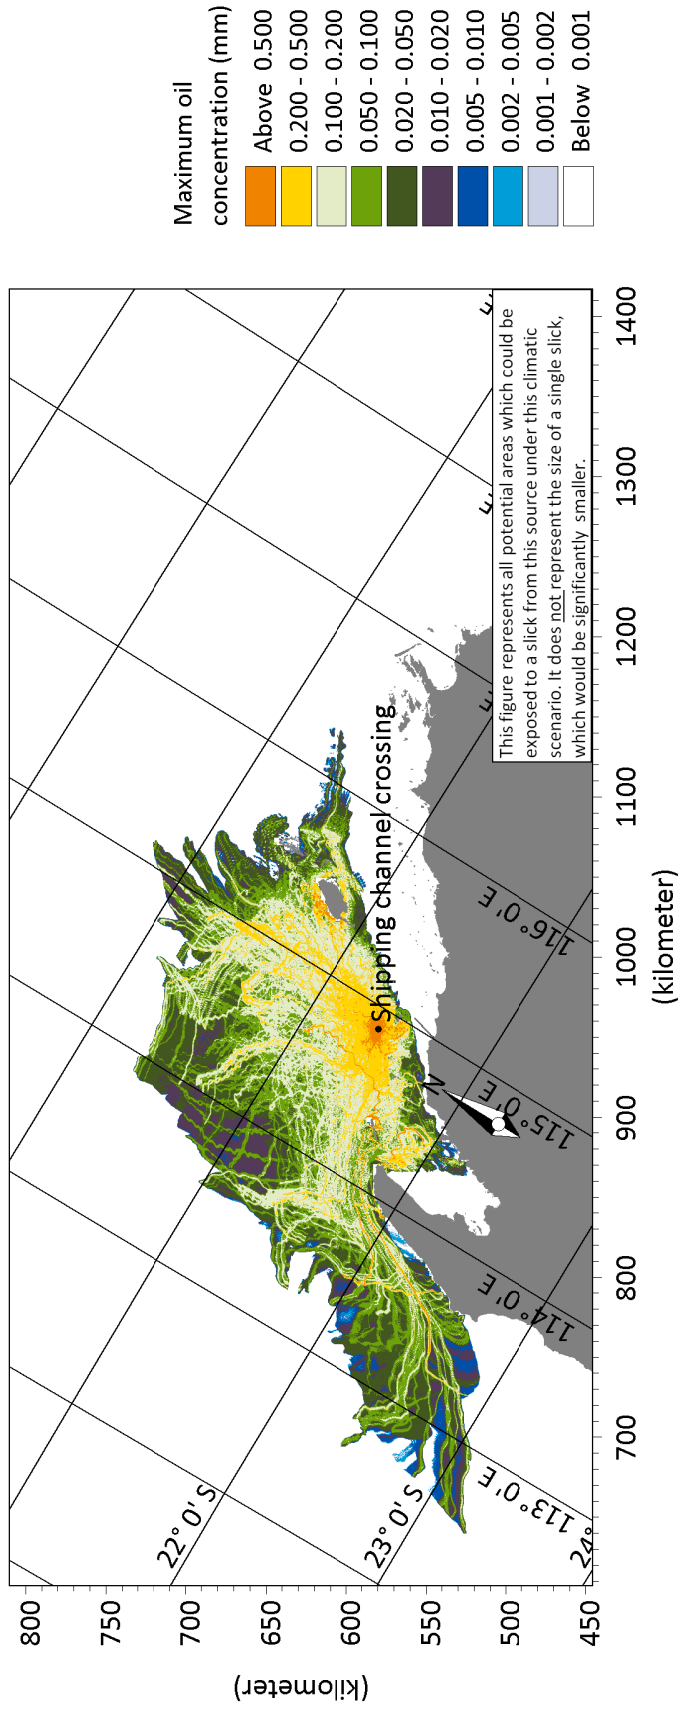 Maximum oil
concentration (mm)
Above 0.500
0.200 - 0.500
0.100 - 0.200
0.050 - 0.100
0.020 - 0.050
0.010 - 0.020
0.005 - 0.010
0.002 - 0.005
0.001 - 0.002
Below 0.001
800
750
700
650
600
550
500
450
(kilometer)
22° 0' S
23° 0' S
24°
113° 0' E
114° 0' E
115° 0' E
116° 0' E
N
Shipping channel crossing
This figure represents all potential areas which could be
exposed to a slick from this source under this climatic
scenario. It does not represent the size of a single slick,
which would be significantly smaller.
700
800
900
1000
1100
1200
1300
1400
(kilometer)